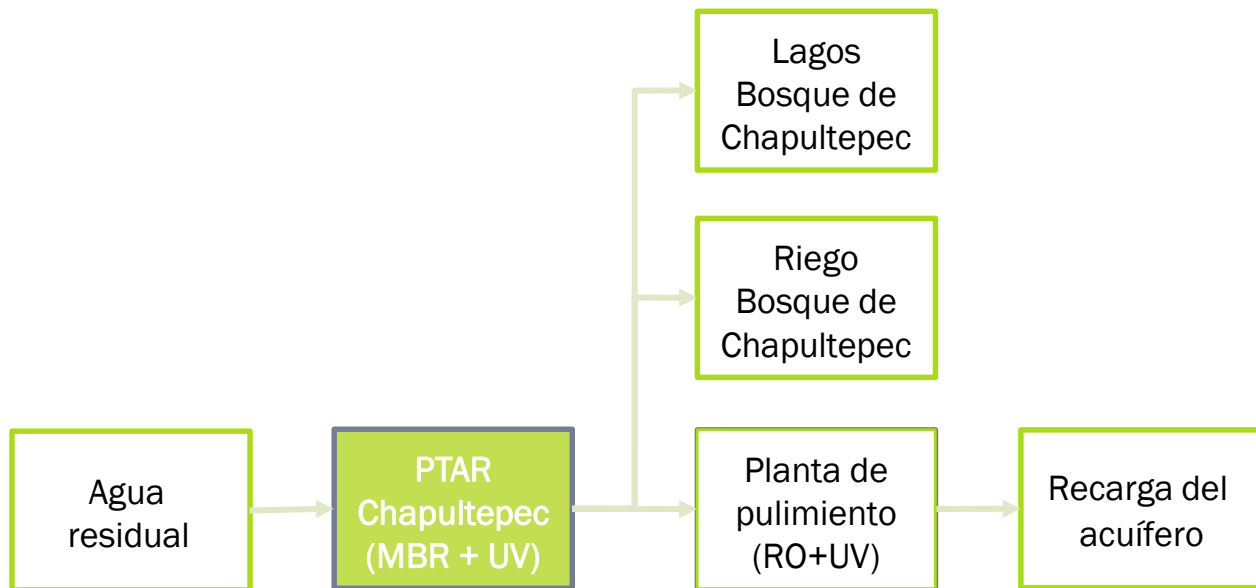 Lagos
Bosque de
Chapultepec
Riego
Bosque de
Chapultepec
Agua
residual
PTAR
Chapultepec
(MBR + UV)
Planta de
pulimiento
(RO+UV)
Recarga del
acuífero